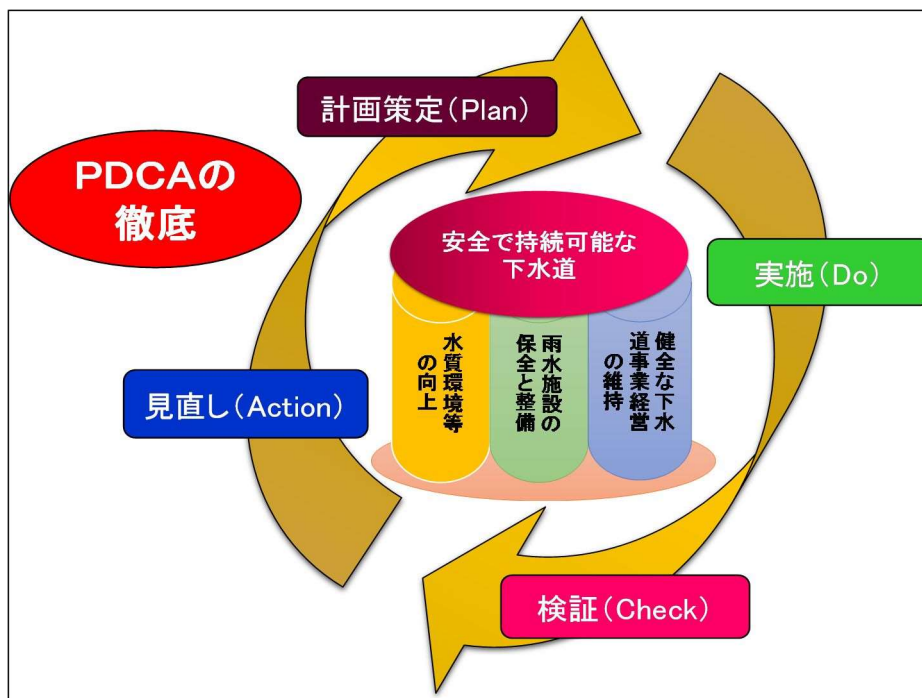 計画策定（Plan）
PDCAの
徹底
安全で持続可能な
下水道
実施（Do）
水質環境等
の向上
雨水施設の
保全と整備
健全な下水
道事業経営
の維持
見直し（Action）
検証（Check）